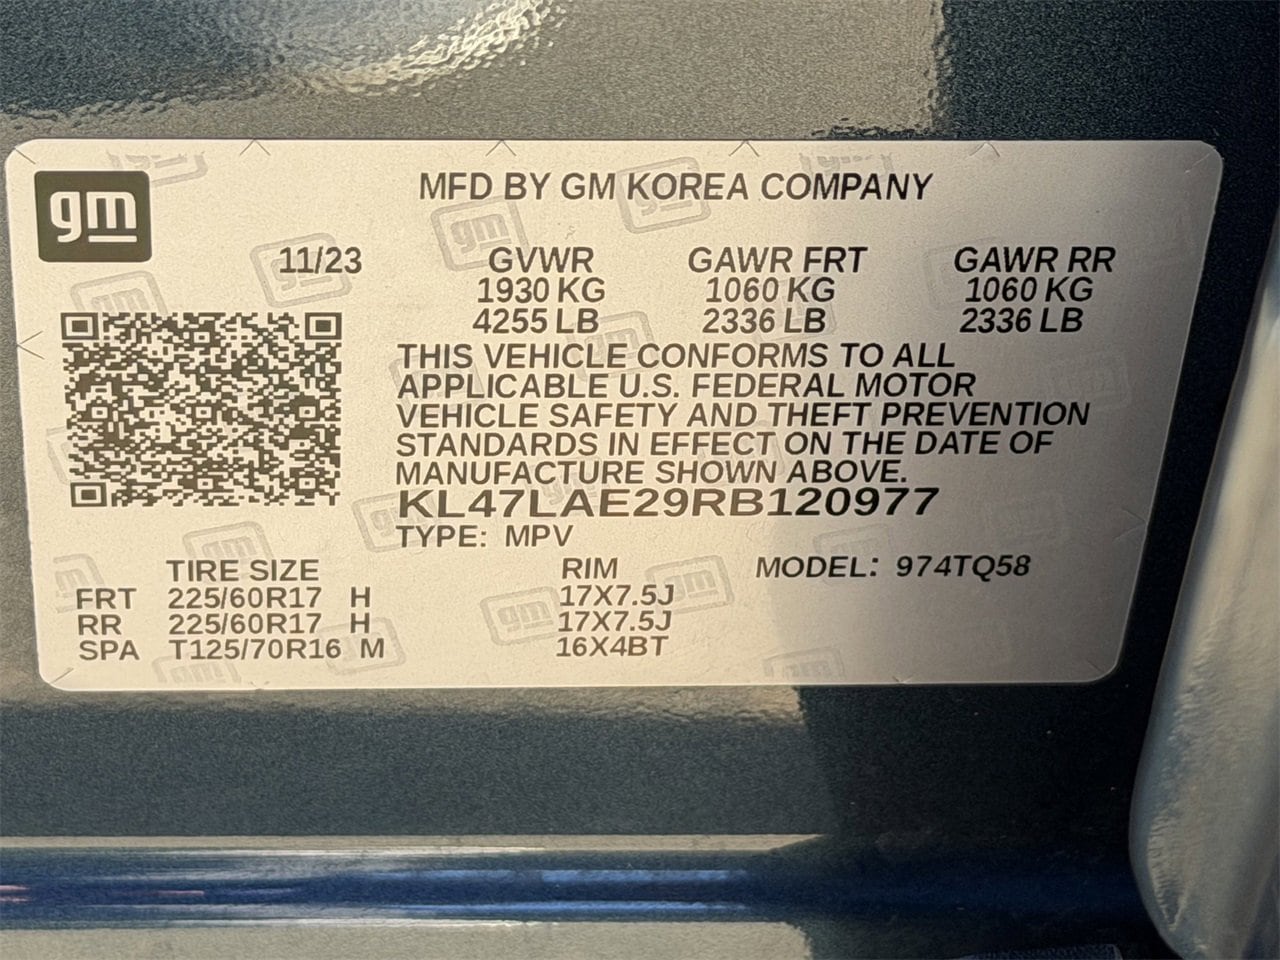 gm
MFD BY GM KOREA COMPANY
11/23 GVWR GAWR FRT GAWR RR
1930 KG 1060 KG 1060 KG
4255 LB 2336 LB 2336 LB
THIS VEHICLE CONFORMS TO ALL
APPLICABLE U.S. FEDERAL MOTOR
VEHICLE SAFETY AND THEFT PREVENTION
STANDARDS IN EFFECT ON THE DATE OF
MANUFACTURE SHOWN ABOVE.
KL47LAE29RB120977
TYPE: MPV
TIRE SIZE RIM MODEL: 974TQ58
FRT 225/60R17 H 17X7.5J
RR 225/60R17 H 17X7.5J
SPA T125/70R16 M 16X4BT